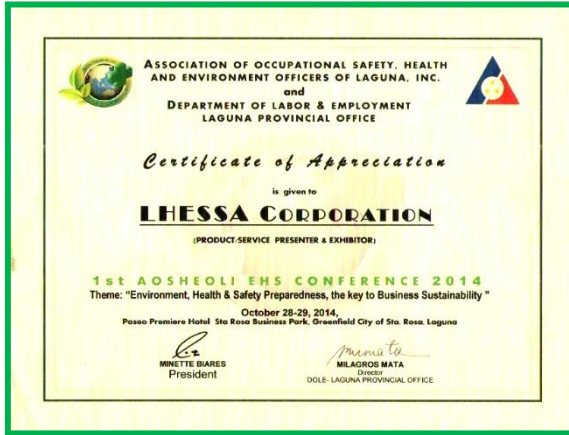 ASSOCIATION OF OCCUPATIONAL SAFETY, HEALTH
AND ENVIRONMENT OFFICERS OF LAGUNA, INC.
and
DEPARTMENT OF LABOR & EMPLOYMENT
LAGUNA PROVINCIAL OFFICE
Certificate of Appreciation
is given to
LHESSA CORPORATION
(PRODUCT/SERVICE PRESENTER & EXHIBITOR)
1st AOSHEOLI EHS CONFERENCE 2014
Theme: "Environment, Health & Safety Preparedness, the key to Business Sustainability "
October 28-29, 2014,
Paseo Premiere Hotel Sta Rosa Business Park, Greenfield City of Sta. Rosa, Laguna
MINETTE BIARES
President
MILAGROS MATA
Director
DOLE- LAGUNA PROVINCIAL OFFICE